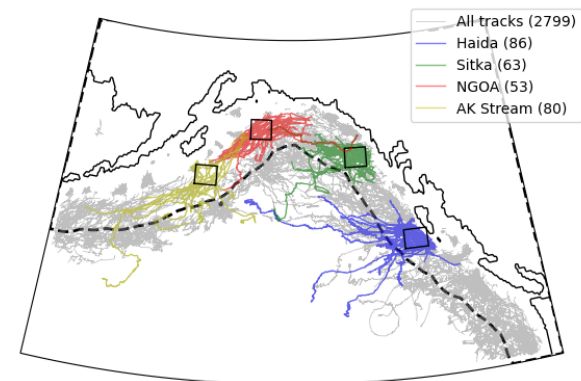 All tracks (2799)
Haida (86)
Sitka (63)
NGOA (53)
AK Stream (80)